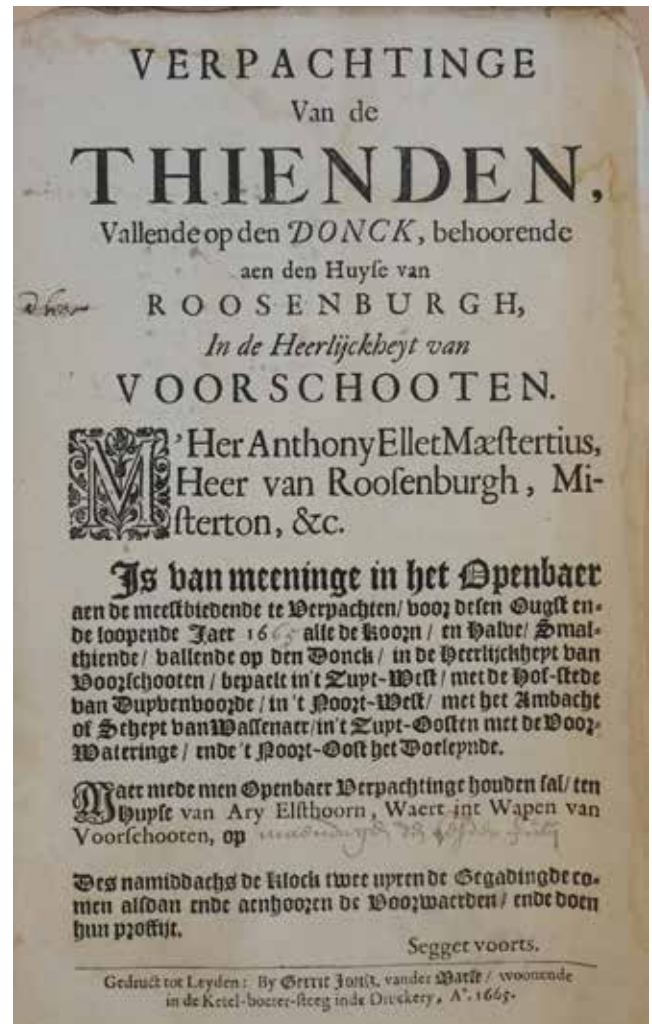 VERPACHTINGE
Van de
THIENDEN,
Vallende op den DONCK, behoorende
aen den Huyse van
ROOSENBURGH,
In de Heerlijckheyt van
VOORSCHOOTEN.
M'Her Anthony Ellet Mæstertius,
Heer van Roosenburgh, Mi-
sterton, &c.
Is van meeninge in het Openbaer
aen de meestbiedende te Verpachten/ voor desen Ougst en-
de loopende Jaer 1665 alle de Koorn / en Halve/ Smal-
thiende / vallende op den Donck / in de Heerlijckheyt van
Voorschooten / bepaelt in't Zuyt-West / met de Hof-stede
van Duyvenvoorde / in 't Noort-West / met het Ambacht
of Scheyt van Wassenaer/ in't Zuyt-Oosten met de Voor-
Wateringe / ende 't Noort-Oost het Doeleynde.
Waer mede men Openbaer Verpachtinge houden sal/ ten
Huyse van Ary Elsthoorn, Waert int Wapen van
Voorschooten, op
Des namiddachs de klock twee uyren de Gegadingde co-
men alsdan ende aenhooren de Voorwaerden / ende doen
hun proffijt.
Segget voorts.
Gedruckt tot Leyden: By Gerrit Jonst. vander Marse / woonende
in de Ketel-boeter-steeg inde Druckery, A°. 1665.